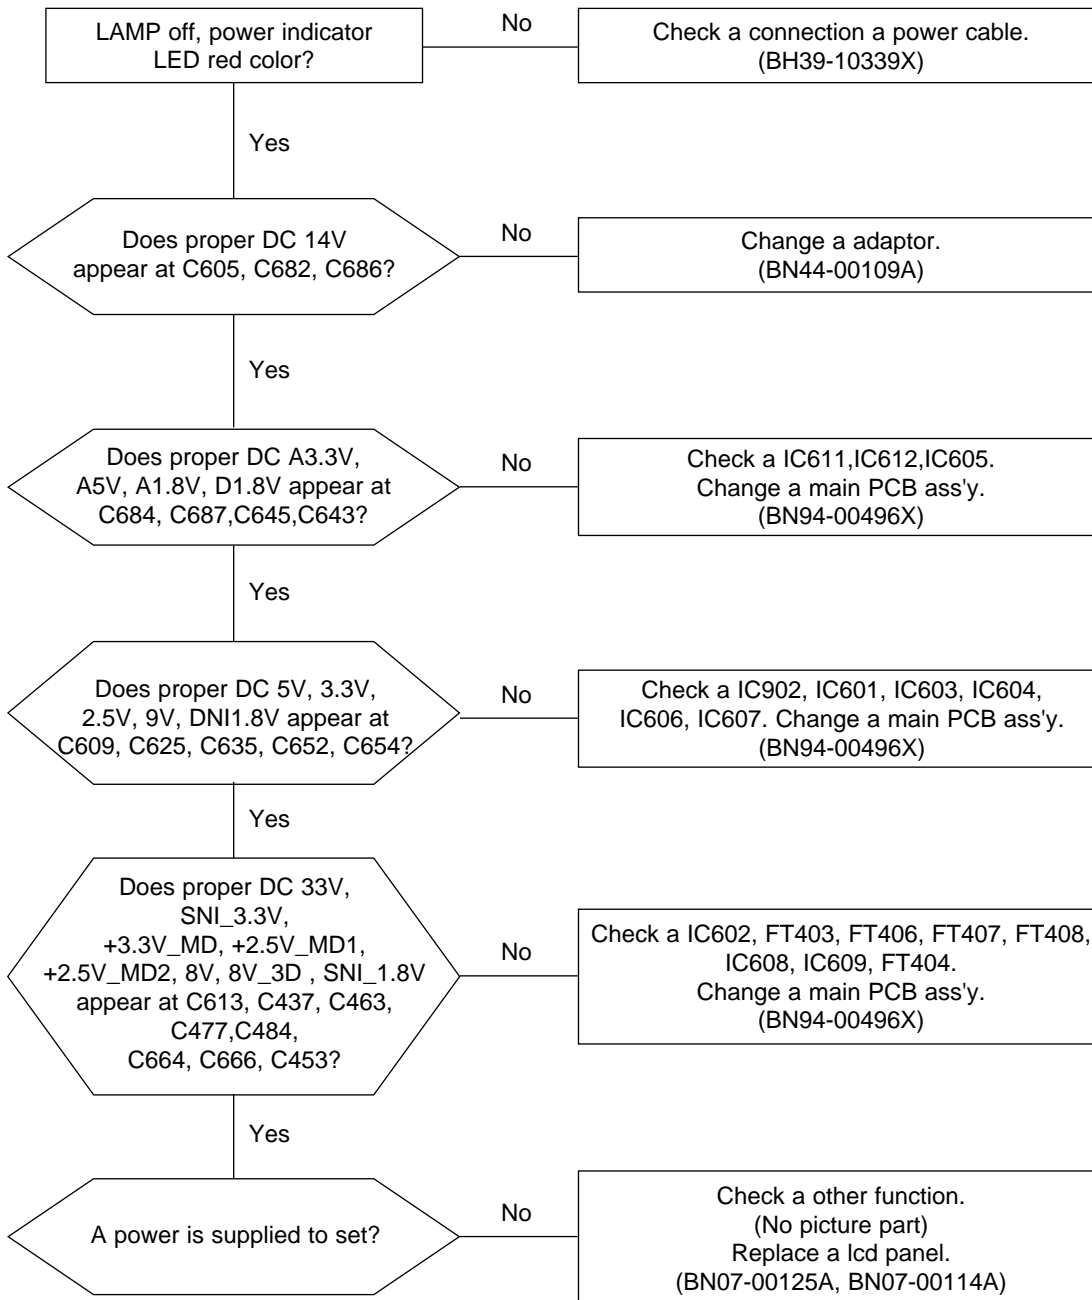 LAMP off, power indicator
LED red color?
No
Check a connection a power cable.
(BH39-10339X)
Yes
Does proper DC 14V
appear at C605, C682, C686?
No
Change a adaptor.
(BN44-00109A)
Yes
Does proper DC A3.3V,
A5V, A1.8V, D1.8V appear at
C684, C687,C645,C643?
No
Check a IC611,IC612,IC605.
Change a main PCB ass'y.
(BN94-00496X)
Yes
Does proper DC 5V, 3.3V,
2.5V, 9V, DNI1.8V appear at
C609, C625, C635, C652, C654?
No
Check a IC902, IC601, IC603, IC604,
IC606, IC607. Change a main PCB ass'y.
(BN94-00496X)
Yes
Does proper DC 33V,
SNI_3.3V,
+3.3V_MD, +2.5V_MD1,
+2.5V_MD2, 8V, 8V_3D , SNI_1.8V
appear at C613, C437, C463,
C477,C484,
C664, C666, C453?
No
Check a IC602, FT403, FT406, FT407, FT408,
IC608, IC609, FT404.
Change a main PCB ass'y.
(BN94-00496X)
Yes
A power is supplied to set?
No
Check a other function.
(No picture part)
Replace a lcd panel.
(BN07-00125A, BN07-00114A)